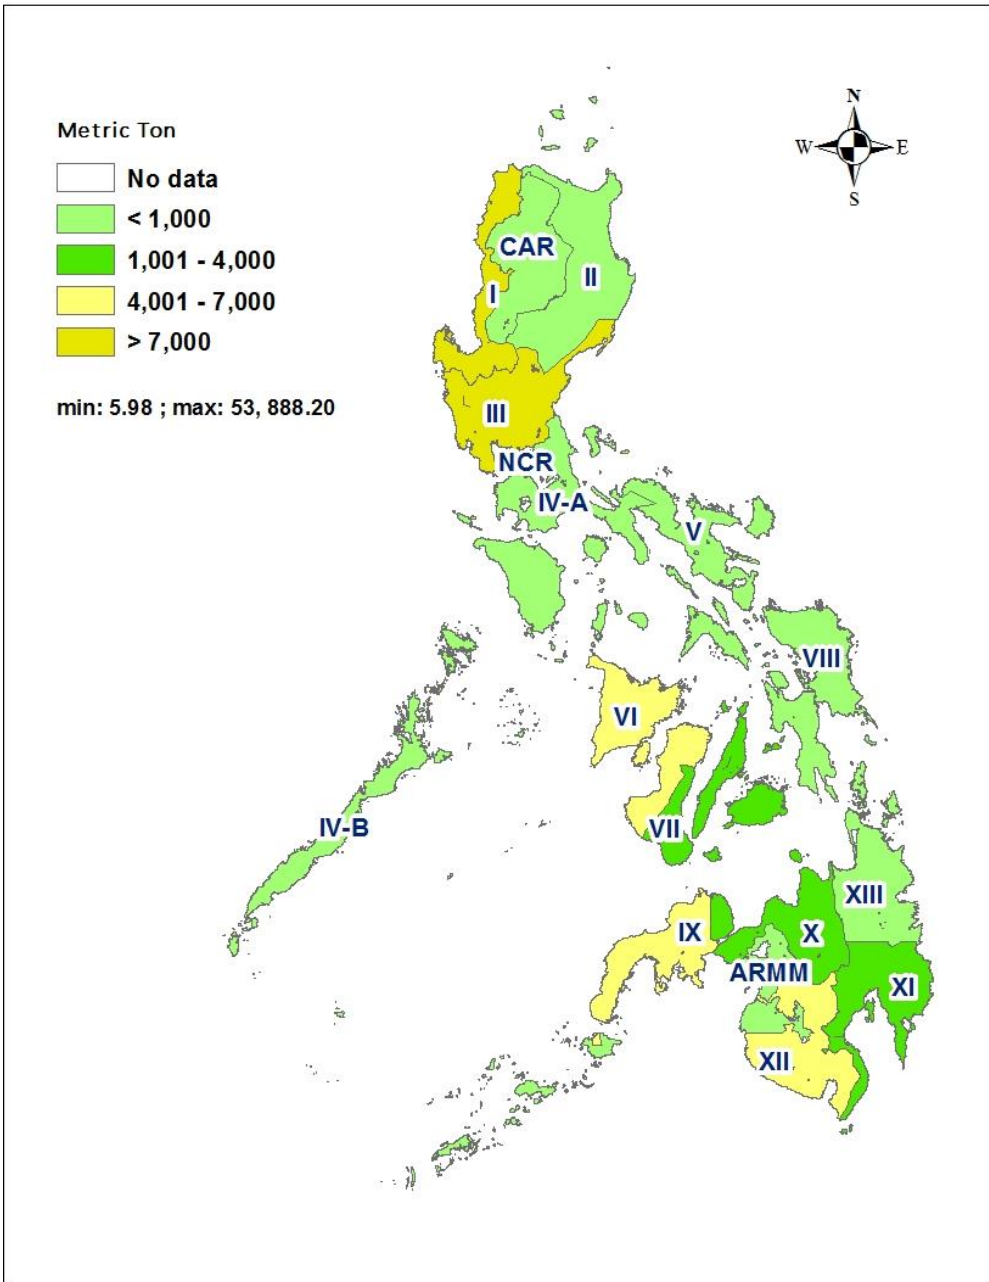 Metric Ton
No data
< 1,000
1,001 - 4,000
4,001 - 7,000
> 7,000
min: 5.98 ; max: 53, 888.20
N
W E
S
CAR
II
I
III
NCR
IV-A
V
VIII
VI
IV-B
VII
XIII
IX
X
ARMM
XI
XII